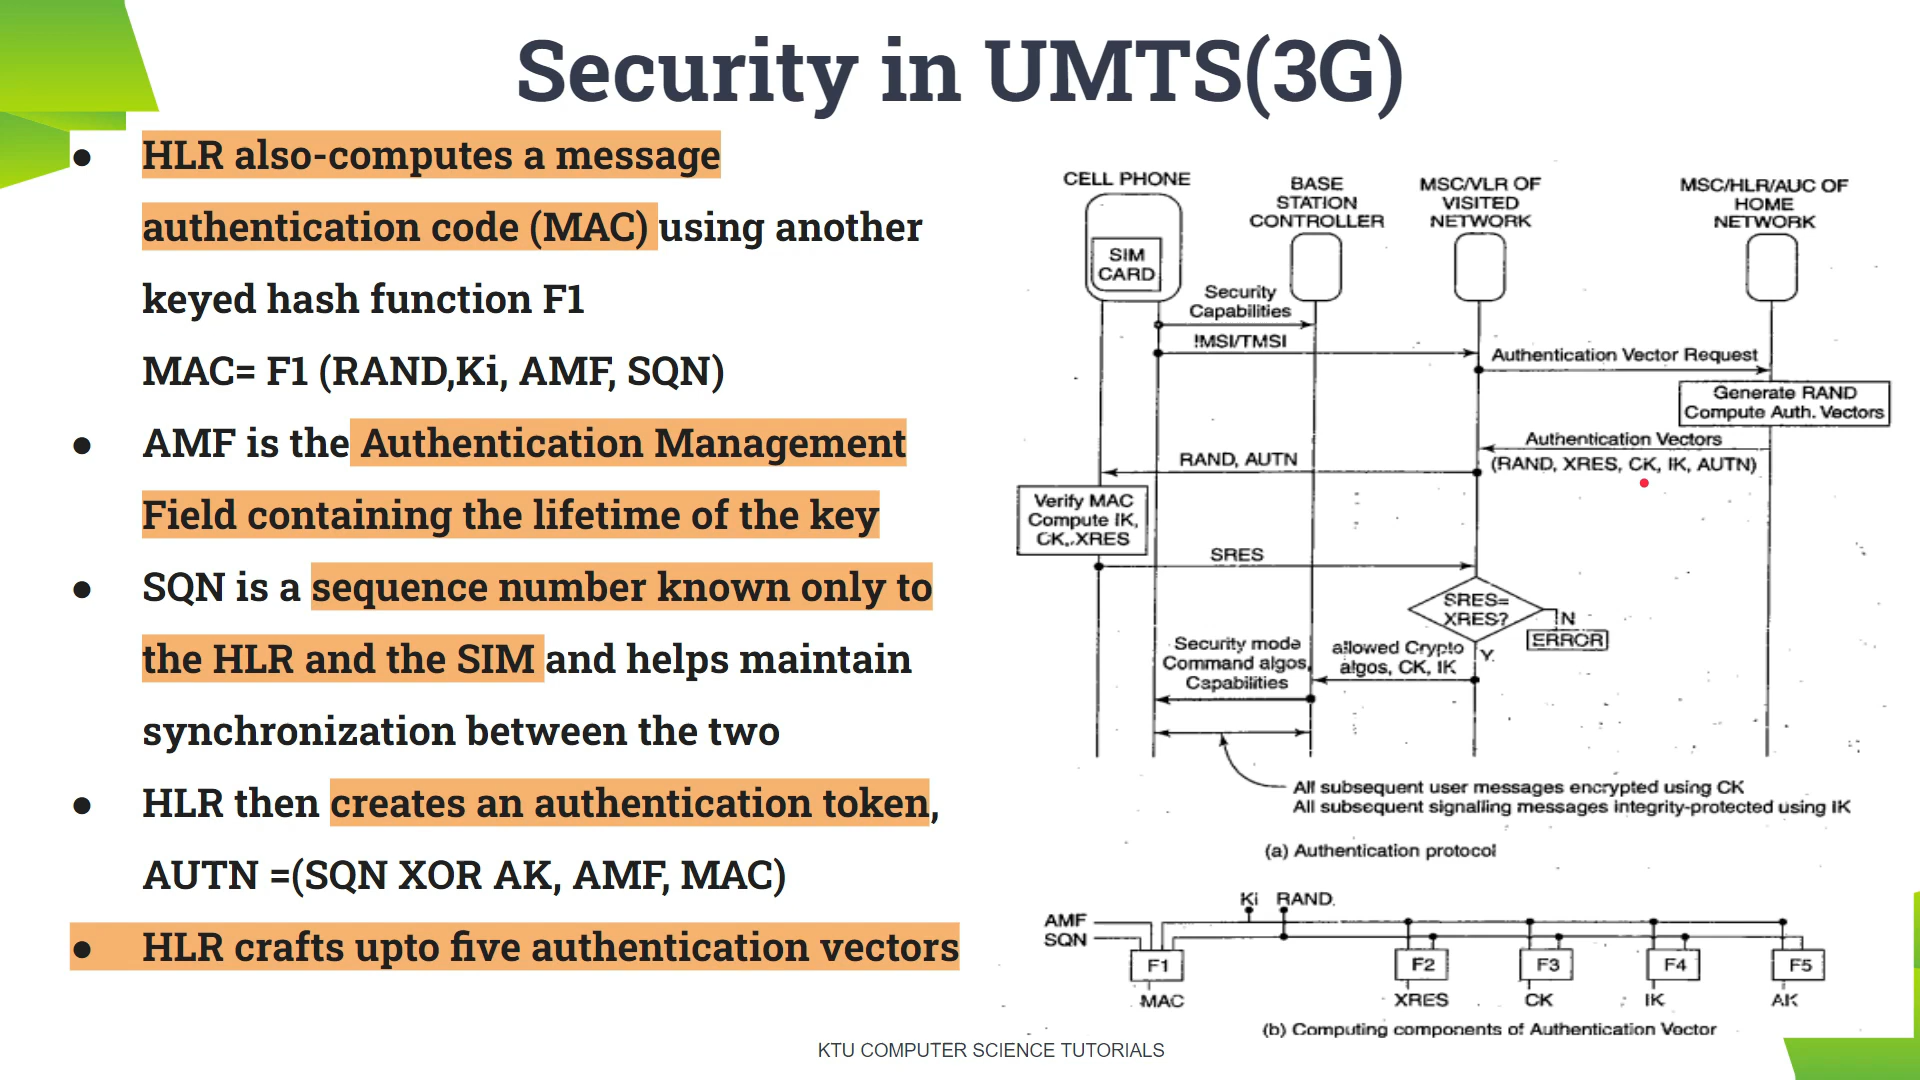 Security in UMTS(3G)
● HLR also-computes a message
authentication code (MAC) using another
keyed hash function F1
MAC= F1 (RAND,Ki, AMF, SQN)
● AMF is the Authentication Management
Field containing the lifetime of the key
● SQN is a sequence number known only to
the HLR and the SIM and helps maintain
synchronization between the two
● HLR then creates an authentication token,
AUTN =(SQN XOR AK, AMF, MAC)
● HLR crafts upto five authentication vectors
CELL PHONE
BASE
STATION
CONTROLLER
MSC/VLR OF
VISITED
NETWORK
MSC/HLR/AUC OF
HOME
NETWORK
SIM
CARD
Security
Capabilities
IMSI/TMSI
Authentication Vector Request
Generate RAND
Compute Auth. Vectors
Authentication Vectors
(RAND, XRES, CK, IK, AUTN)
RAND, AUTN
Verify MAC
Compute IK,
CK, XRES
SRES
SRES=
XRES?
N
ERROR
Y
Security mode
Command algos,
Capabilities
allowed Crypto
algos, CK, IK
All subsequent user messages encrypted using CK
All subsequent signalling messages integrity-protected using IK
(a) Authentication protocol
Ki RAND
AMF
SQN
F1
F2
F3
F4
F5
MAC
XRES
CK
IK
AK
(b) Computing components of Authentication Vector
KTU COMPUTER SCIENCE TUTORIALS